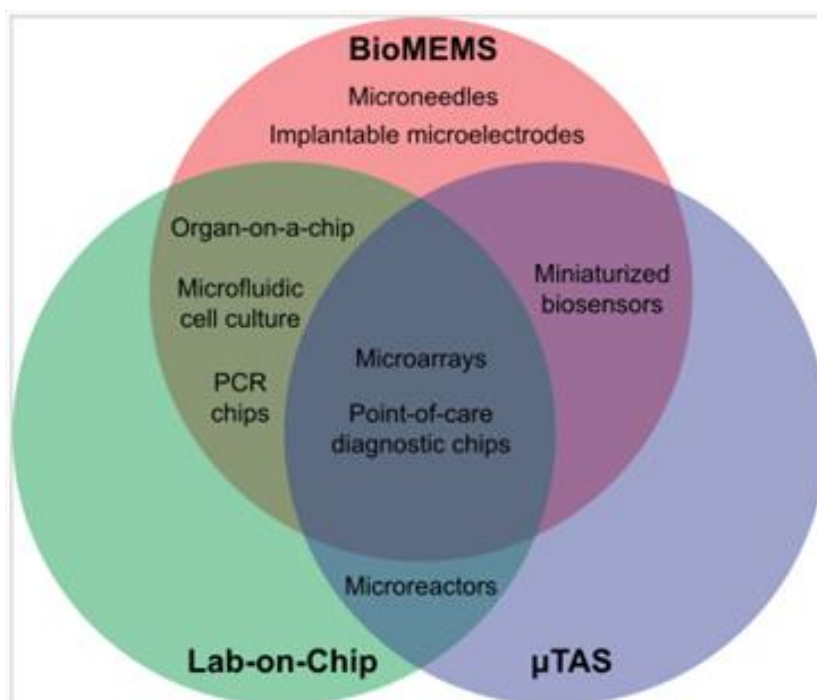 BioMEMS
Microneedles
Implantable microelectrodes
Organ-on-a-chip
Microfluidic
cell culture
PCR
chips
Miniaturized
biosensors
Microarrays
Point-of-care
diagnostic chips
Microreactors
Lab-on-Chip
µTAS